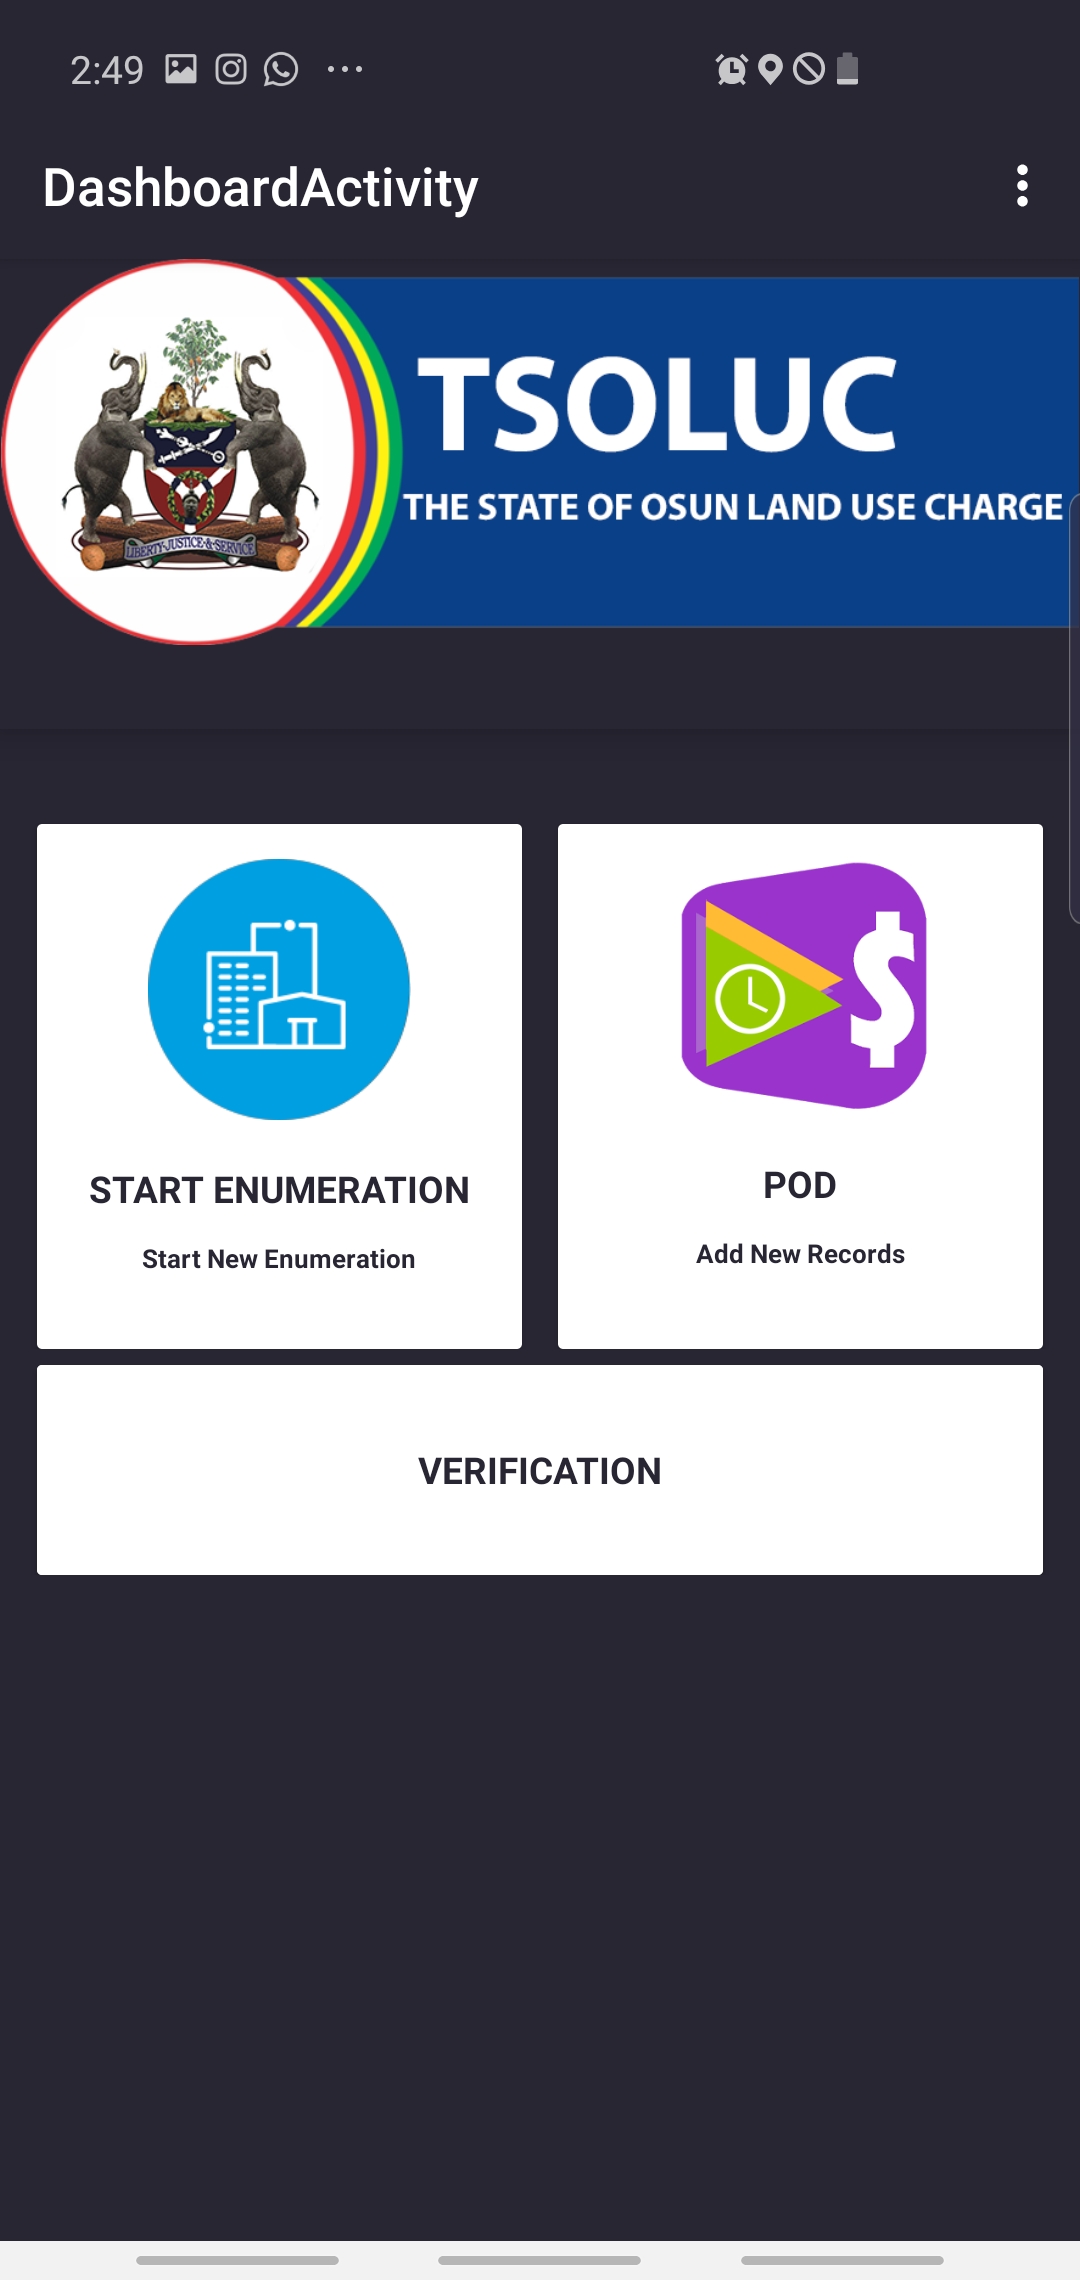 2:49
DashboardActivity
TSOLUC
THE STATE OF OSUN LAND USE CHARGE
LIBERTY·JUSTICE·&·SERVICE
START ENUMERATION
Start New Enumeration
POD
Add New Records
VERIFICATION